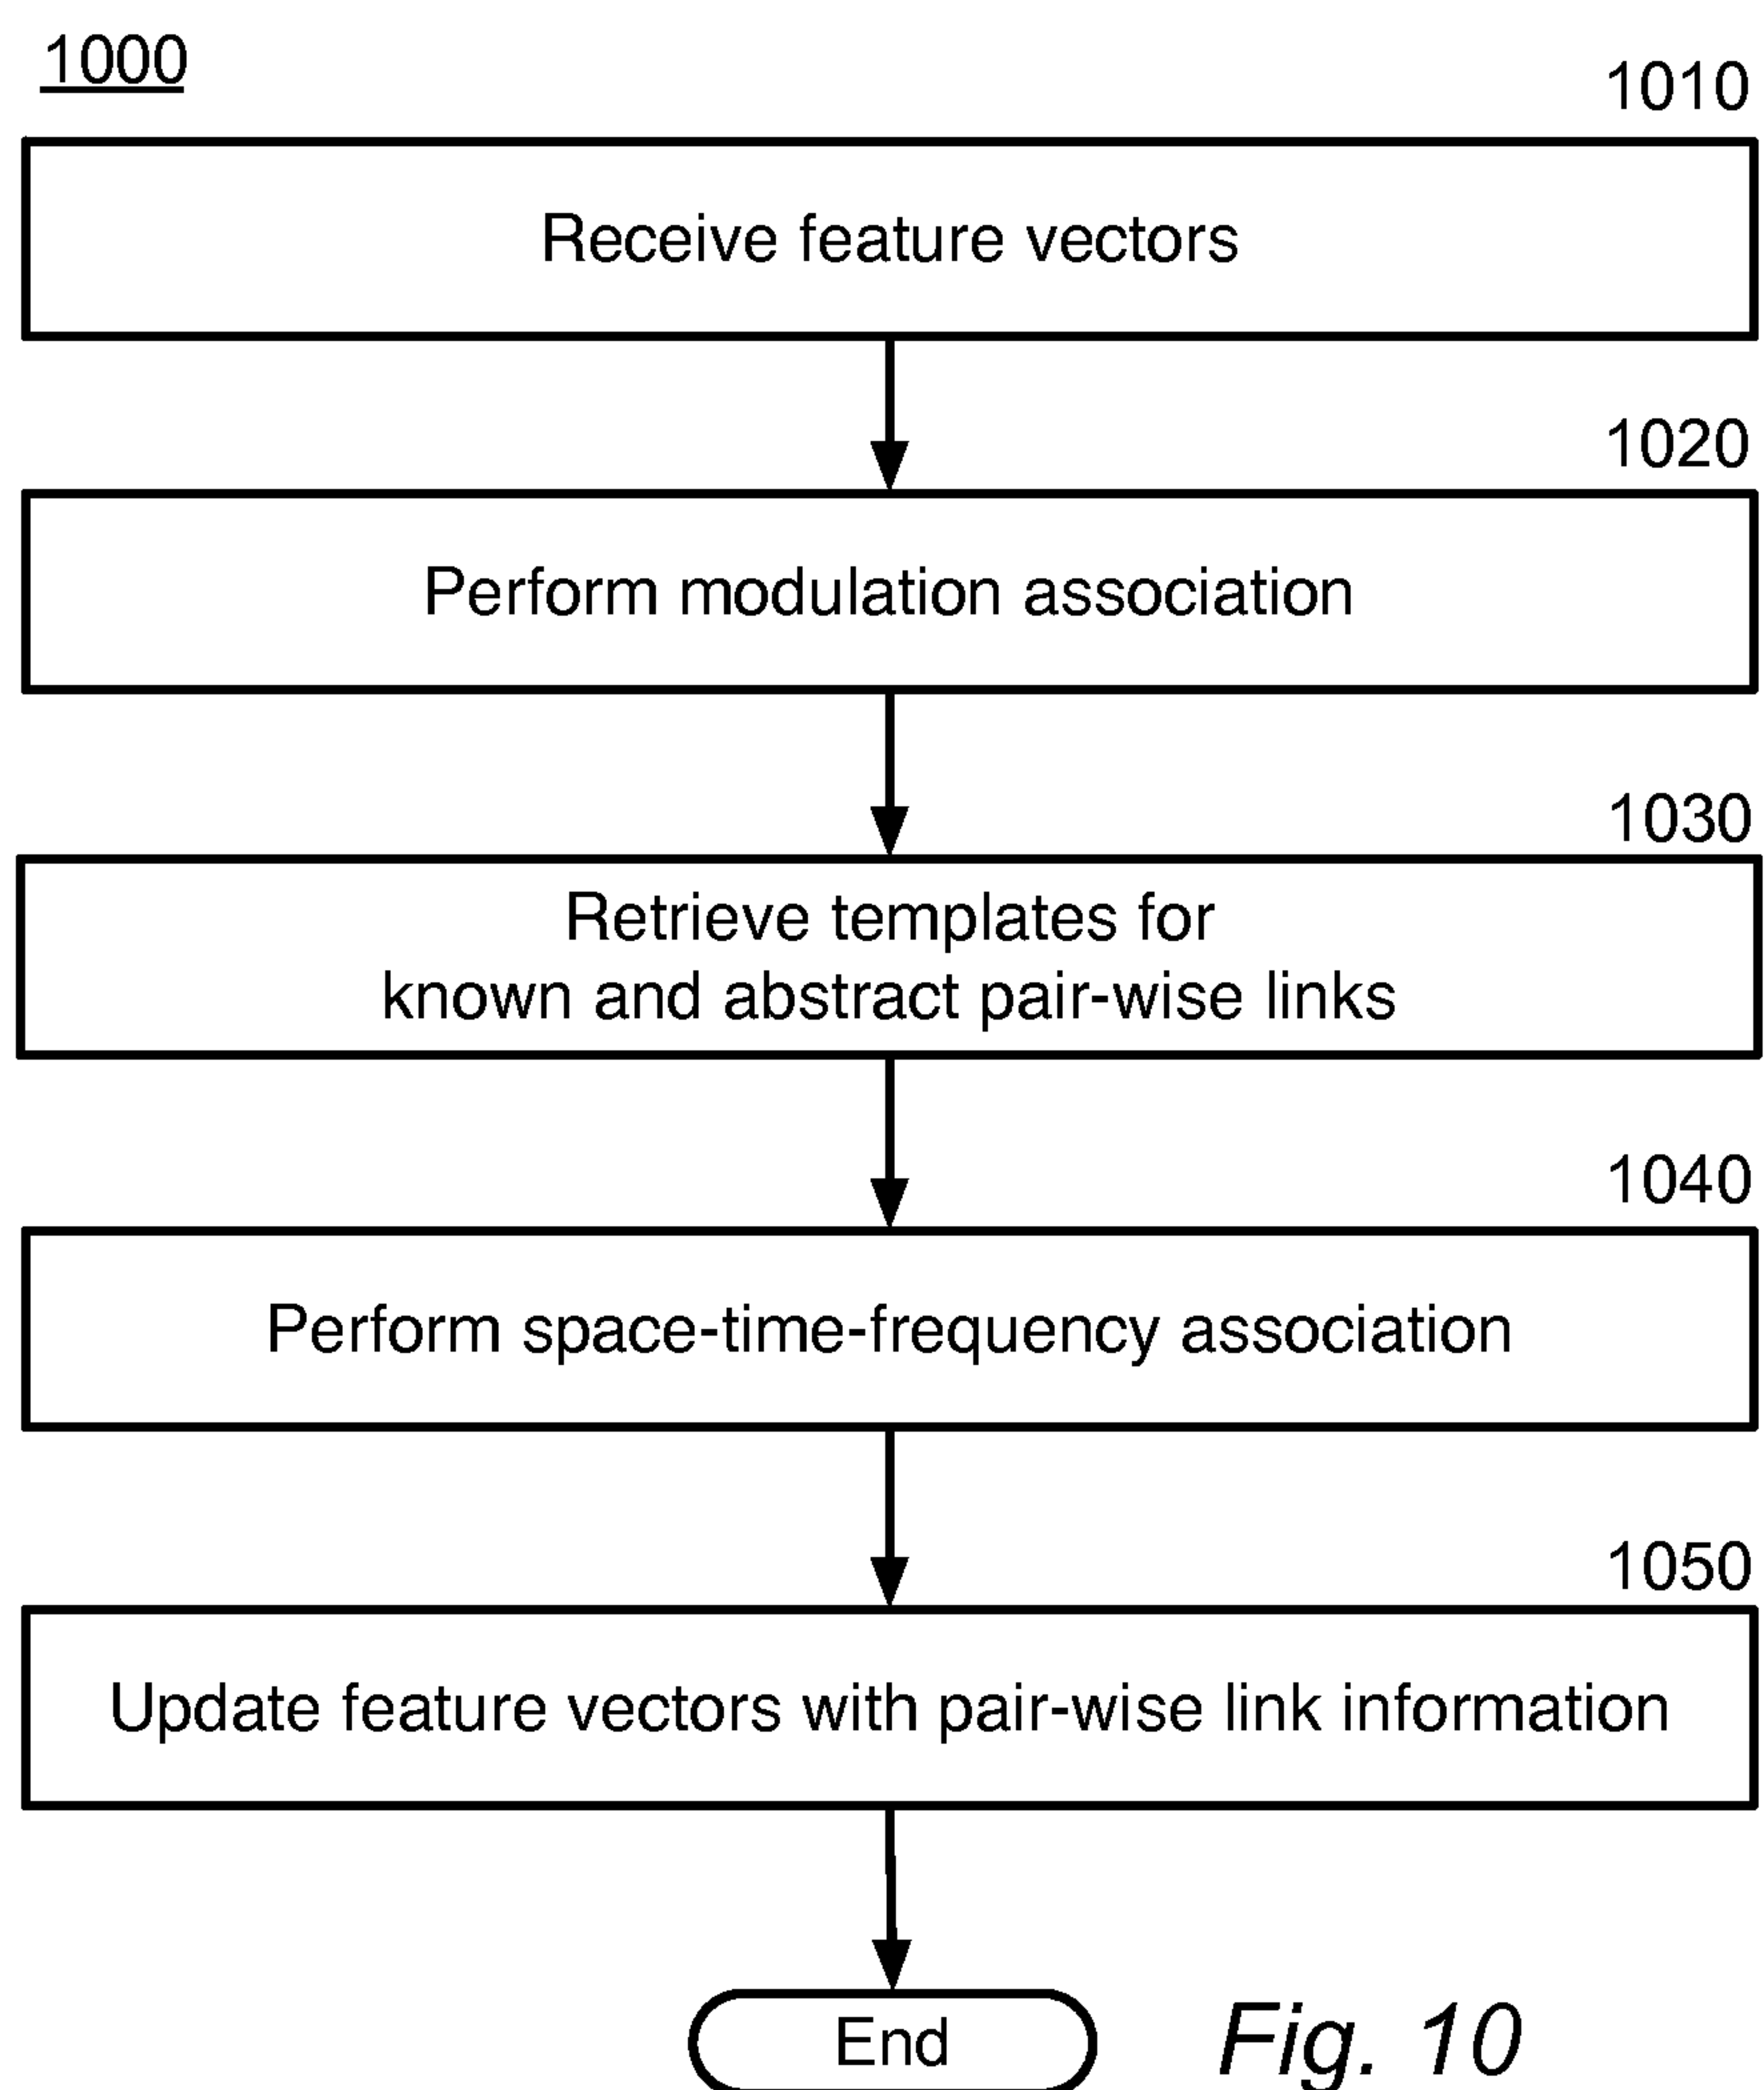 1000
1010
Receive feature vectors
1020
Perform modulation association
1030
Retrieve templates for
known and abstract pair-wise links
1040
Perform space-time-frequency association
1050
Update feature vectors with pair-wise link information
End
Fig. 10